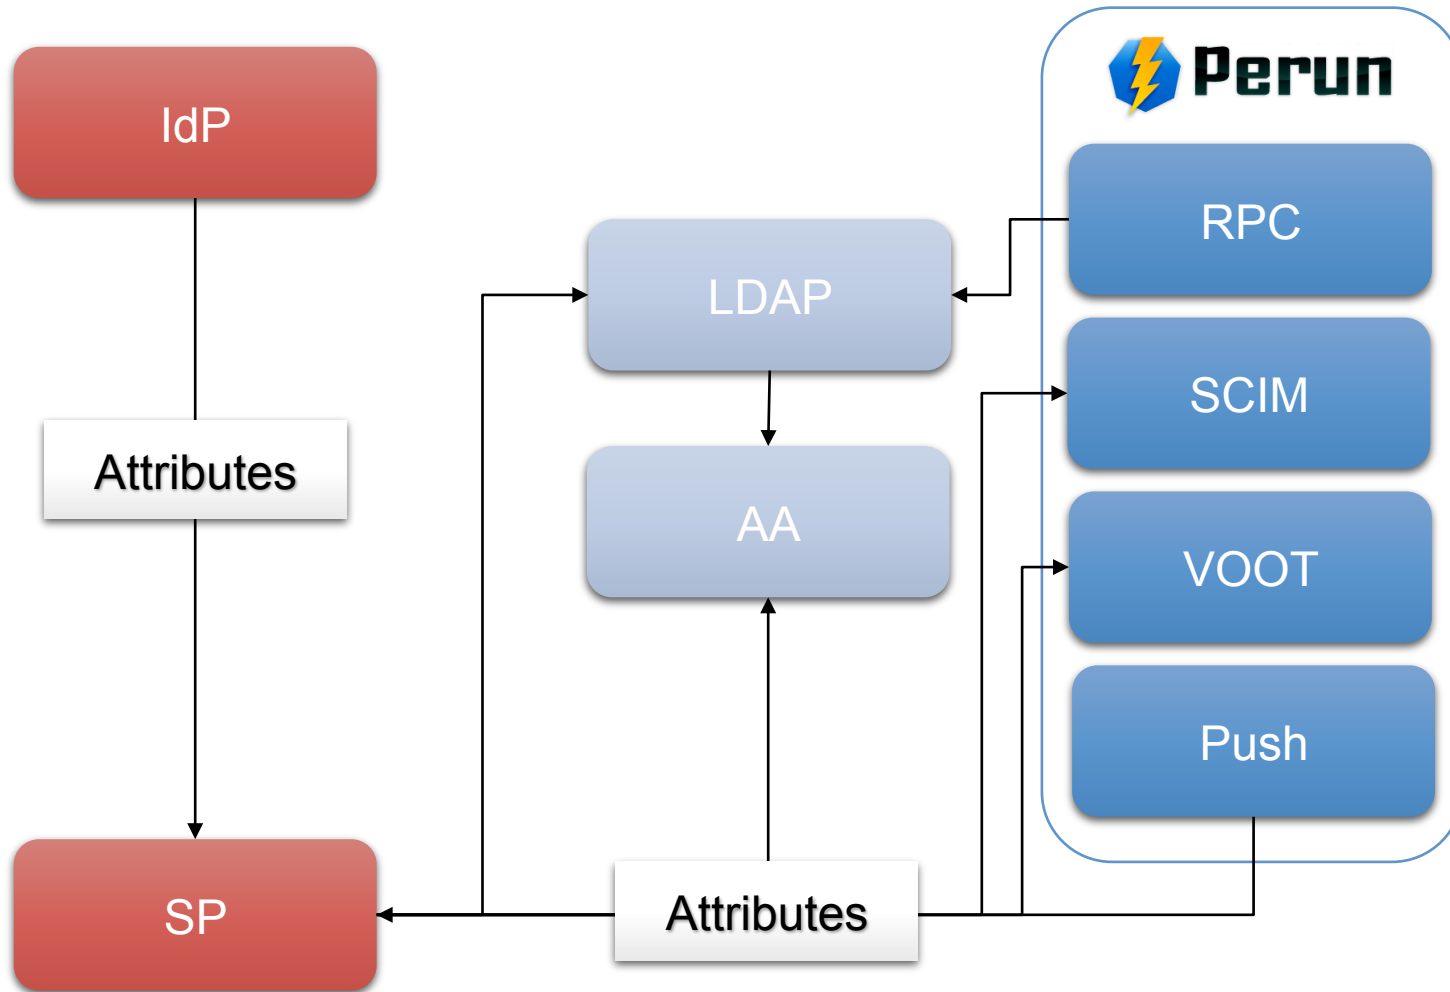 IdP
Perun
RPC
LDAP
SCIM
Attributes
AA
VOOT
Push
SP
Attributes